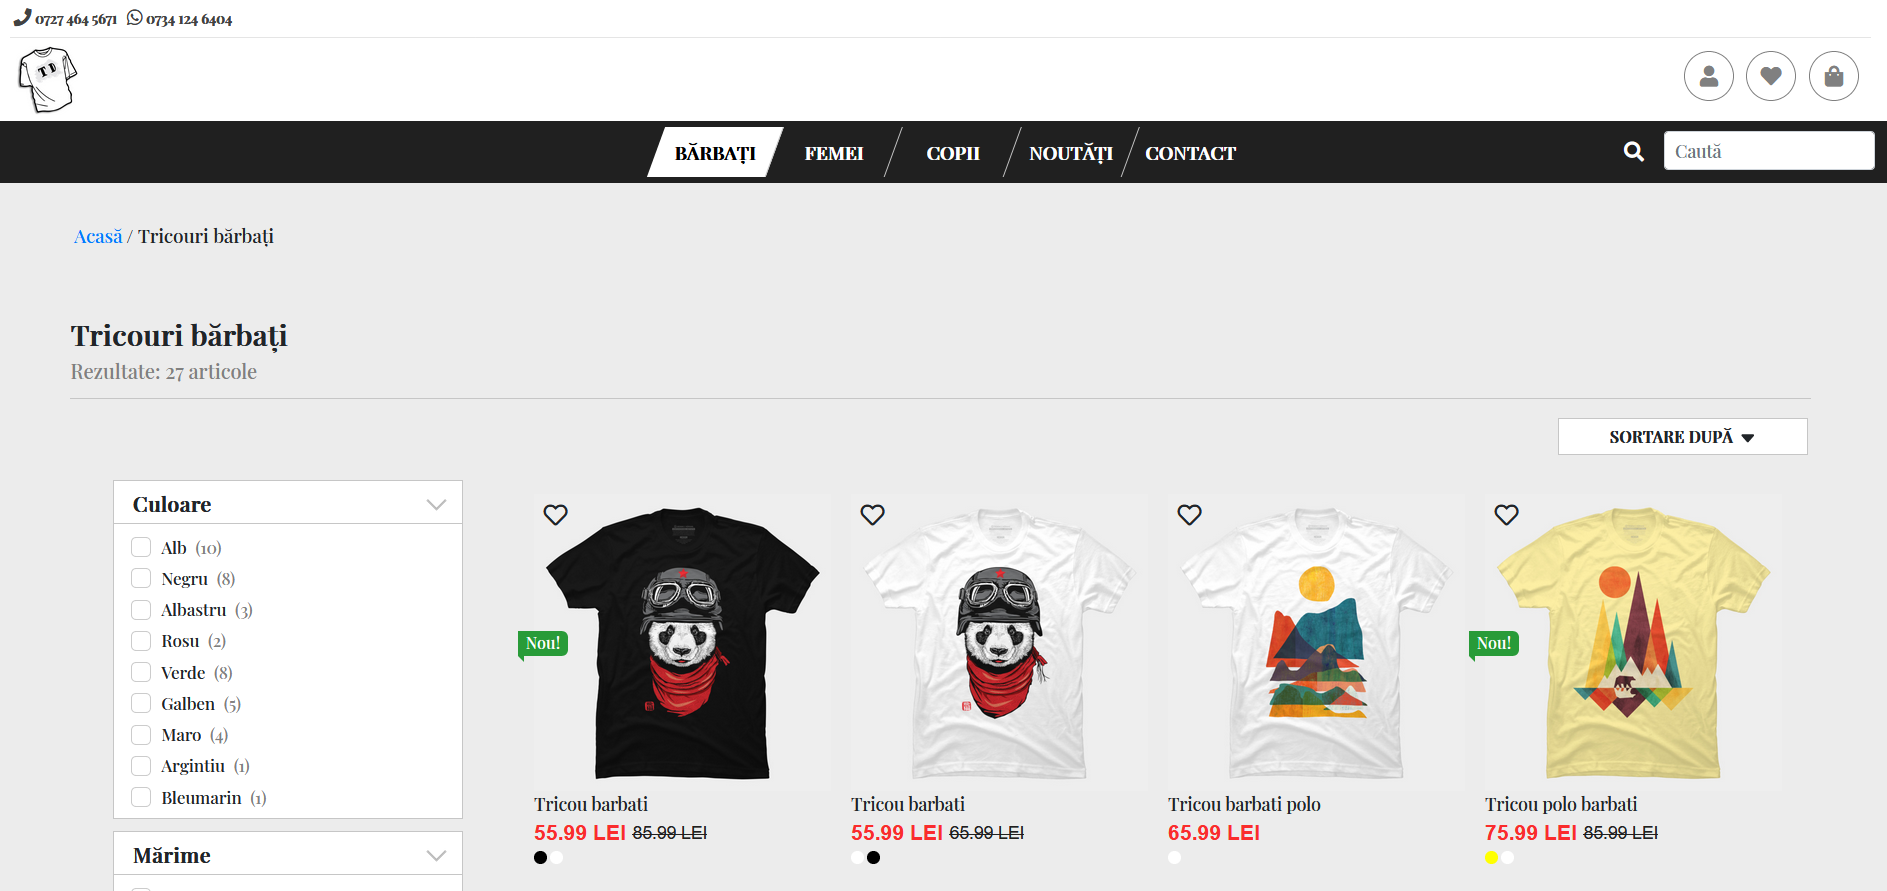 0727 464 5671 0734 124 6404
TD
BĂRBAȚI FEMEI COPII NOUTĂȚI CONTACT Caută
Acasă / Tricouri bărbați
Tricouri bărbați
Rezultate: 27 articole
SORTARE DUPĂ
Culoare
Alb (10)
Negru (8)
Albastru (3)
Rosu (2)
Verde (8)
Galben (5)
Maro (4)
Argintiu (1)
Bleumarin (1)
Mărime
Nou!
Tricou barbati
55.99 LEI 85.99 LEI
Tricou barbati
55.99 LEI 65.99 LEI
Tricou barbati polo
65.99 LEI
Nou!
Tricou polo barbati
75.99 LEI 85.99 LEI